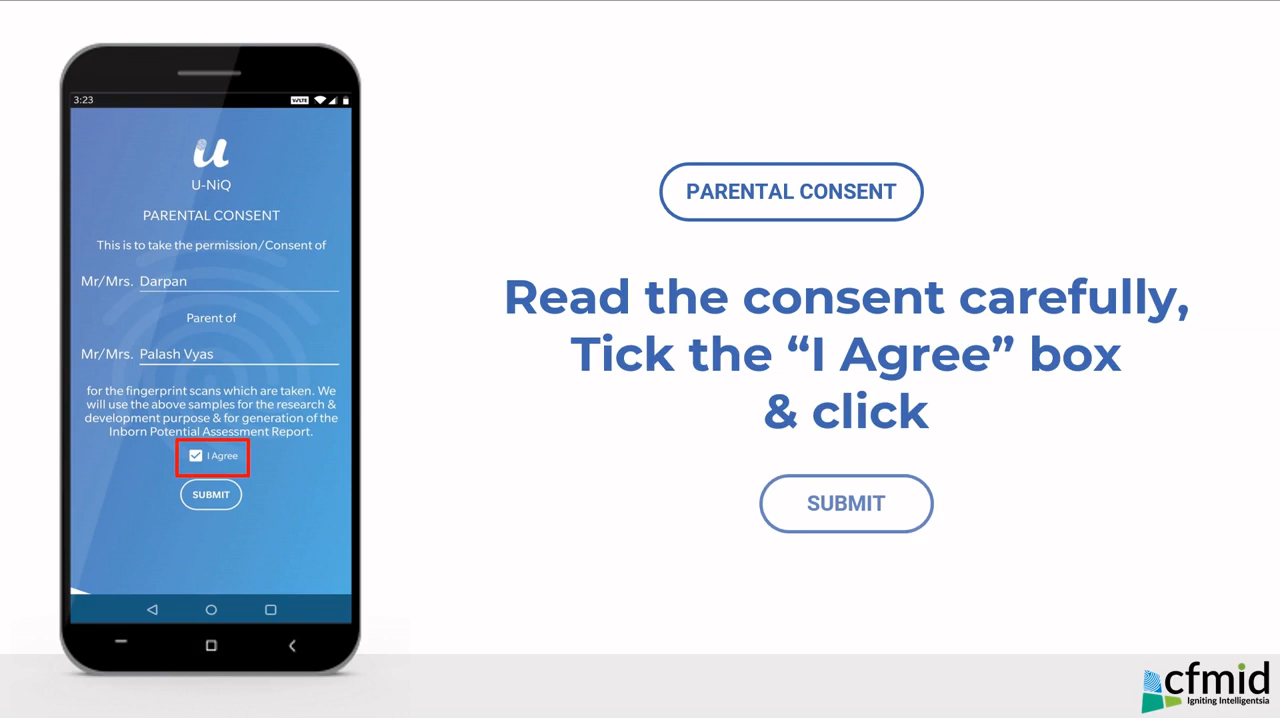 3:23
VoLTE
U-NiQ
PARENTAL CONSENT
This is to take the permission/Consent of
Mr/Mrs. Darpan
Parent of
Mr/Mrs. Palash Vyas
for the fingerprint scans which are taken. We
will use the above samples for the research &
development purpose & for generation of the
Inborn Potential Assessment Report.
I Agree
SUBMIT
PARENTAL CONSENT
Read the consent carefully,
Tick the “I Agree” box
& click
SUBMIT
cfmid
Igniting Intelligentsia